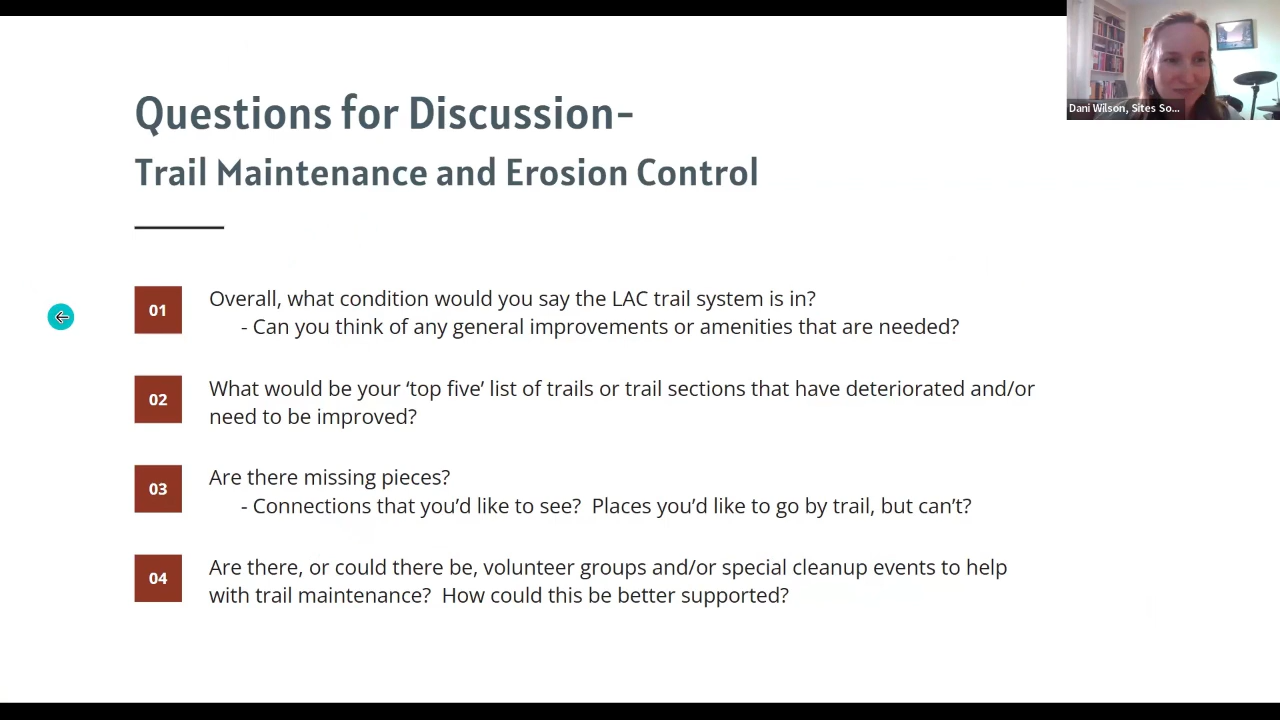 Questions for Discussion-
Trail Maintenance and Erosion Control
Dani Wilson, Sites So...
01
Overall, what condition would you say the LAC trail system is in?
- Can you think of any general improvements or amenities that are needed?
02
What would be your ‘top five’ list of trails or trail sections that have deteriorated and/or
need to be improved?
03
Are there missing pieces?
- Connections that you’d like to see?  Places you’d like to go by trail, but can’t?
04
Are there, or could there be, volunteer groups and/or special cleanup events to help
with trail maintenance?  How could this be better supported?